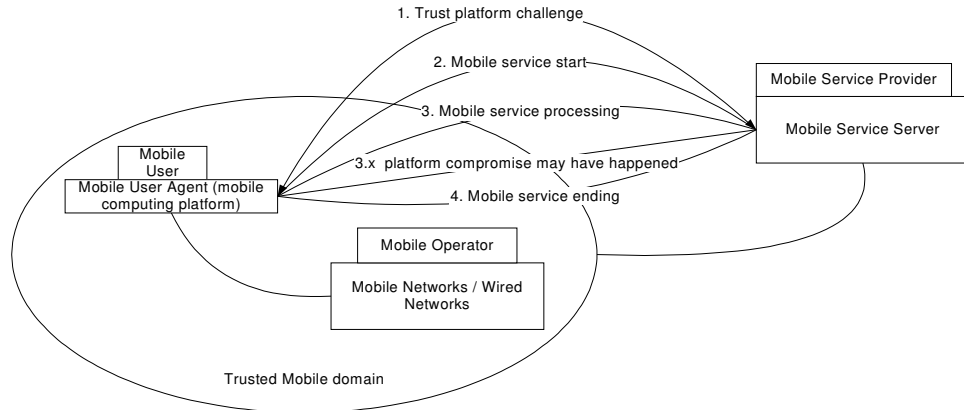 1. Trust platform challenge
2. Mobile service start
Mobile Service Provider
3. Mobile service processing
Mobile Service Server
Mobile
User
3.x platform compromise may have happened
Mobile User Agent (mobile
computing platform)
4. Mobile service ending
Mobile Operator
Mobile Networks / Wired
Networks
Trusted Mobile domain